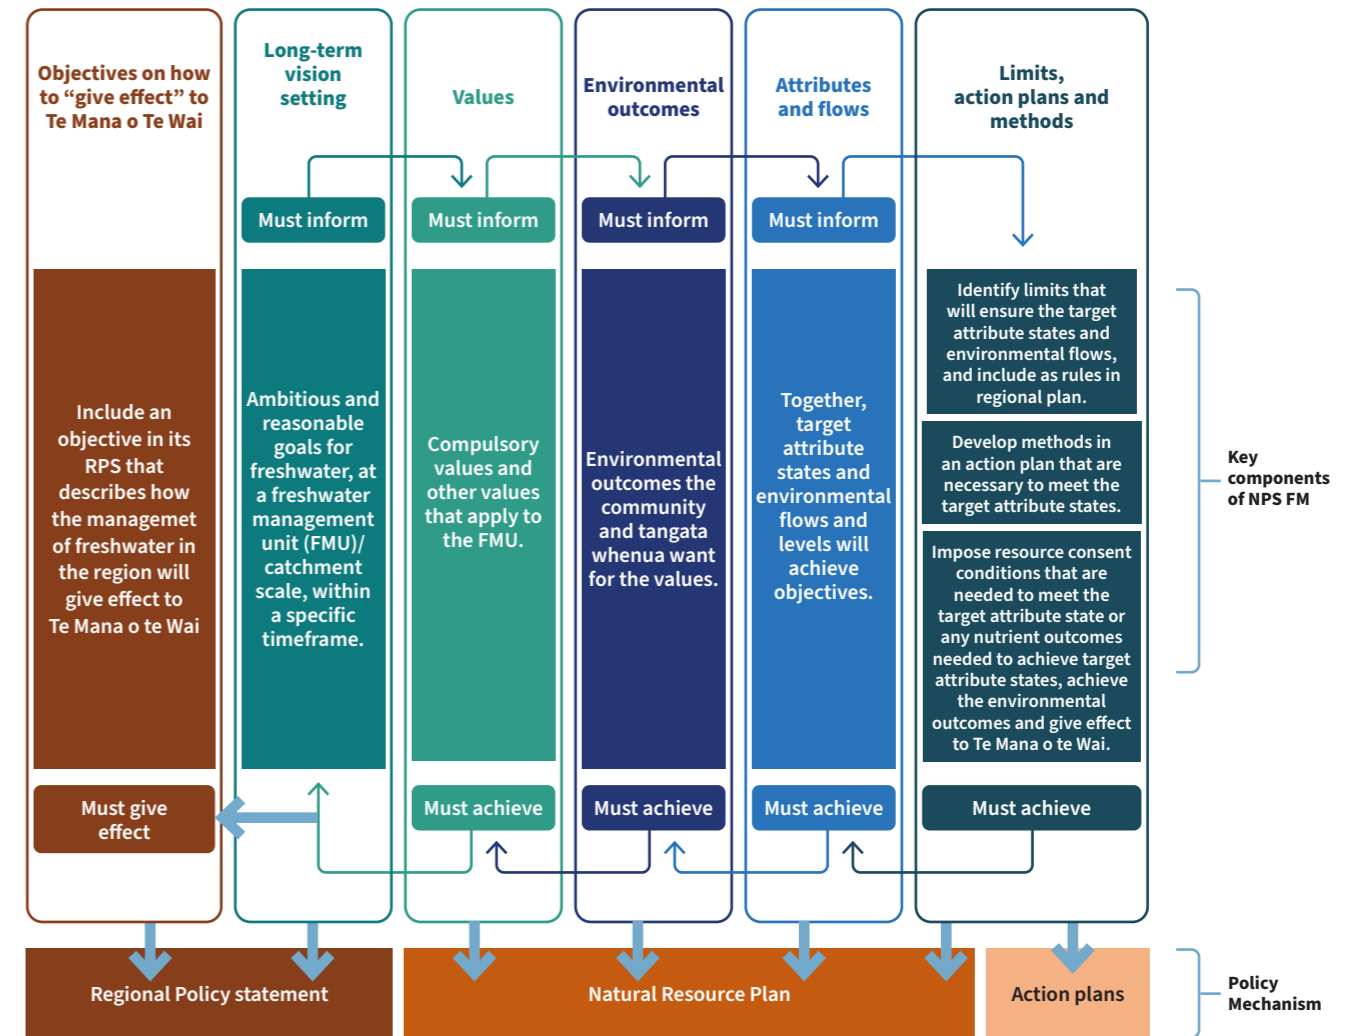 Objectives on how
to “give effect” to
Te Mana o Te Wai
Long-term
vision
setting
Values
Environmental
outcomes
Attributes
and flows
Limits,
action plans and
methods
Must inform
Must inform
Must inform
Must inform
Include an
objective in its
RPS that
describes how
the managemet
of freshwater in
the region will
give effect to
Te Mana o te Wai
Ambitious and
reasonable
goals for
freshwater, at
a freshwater
management
unit (FMU)/
catchment
scale, within
a specific
timeframe.
Compulsory
values and
other values
that apply to
the FMU.
Environmental
outcomes the
community
and tangata
whenua want
for the values.
Together,
target
attribute
states and
environmental
flows and
levels will
achieve
objectives.
Identify limits that
will ensure the target
attribute states and
environmental flows,
and include as rules in
regional plan.
Develop methods in
an action plan that are
necessary to meet the
target attribute states.
Impose resource consent
conditions that are
needed to meet the
target attribute state or
any nutrient outcomes
needed to achieve target
attribute states, achieve
the environmental
outcomes and give effect
to Te Mana o te Wai.
Key
components
of NPS FM
Must give
effect
Must achieve
Must achieve
Must achieve
Must achieve
Regional Policy statement
Natural Resource Plan
Action plans
Policy
Mechanism